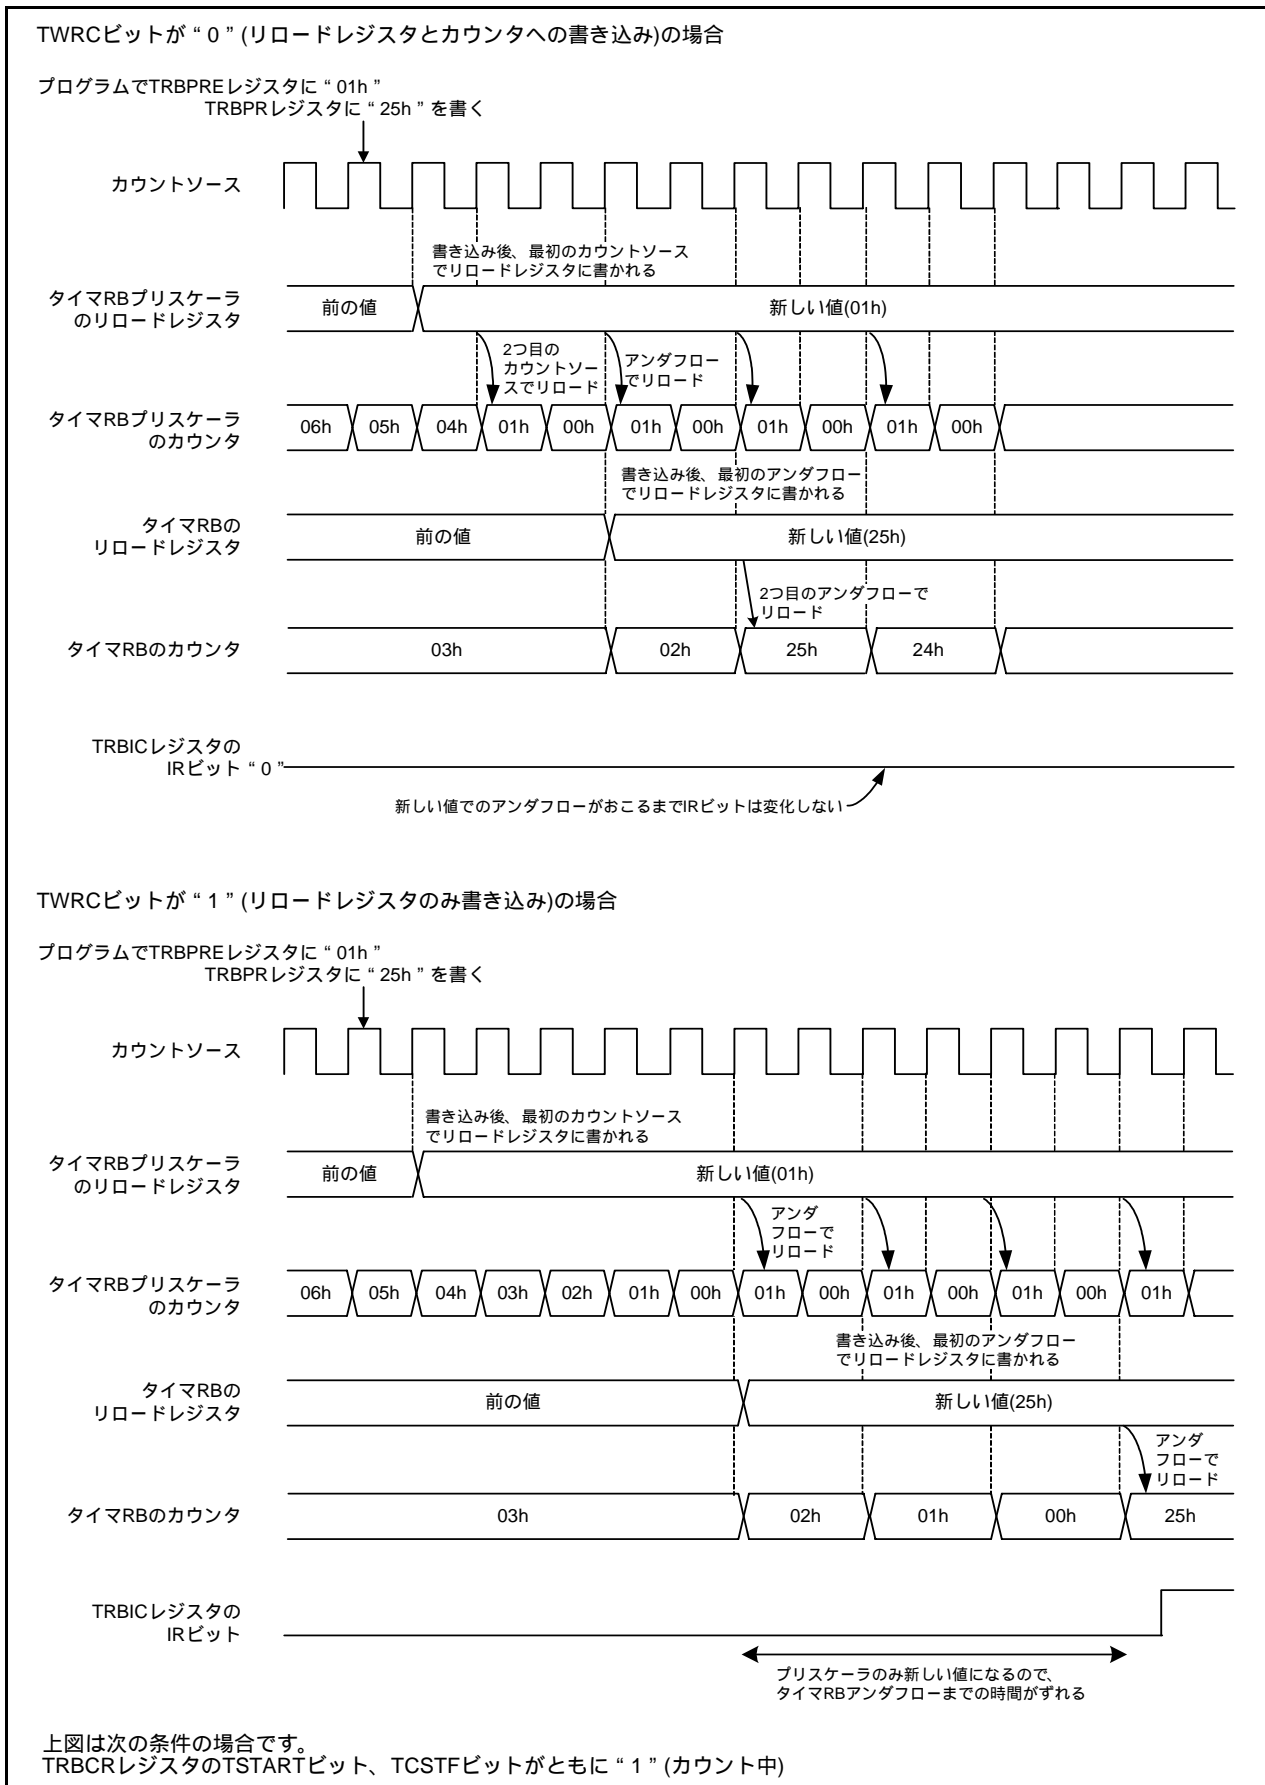 TWRCビットが“0”(リロードレジスタとカウンタへの書き込み)の場合
プログラムでTRBPREレジスタに“01h”
TRBPRレジスタに“25h”を書く
カウントソース
書き込み後、最初のカウントソース
でリロードレジスタに書かれる
タイマRBプリスケーラ
のリロードレジスタ
前の値
新しい値(01h)
2つ目の
カウントソー
スでリロード
アンダフロー
でリロード
タイマRBプリスケーラ
のカウンタ
06h 05h 04h 01h 00h 01h 00h 01h 00h 01h 00h
書き込み後、最初のアンダフロー
でリロードレジスタに書かれる
タイマRBの
リロードレジスタ
前の値
新しい値(25h)
2つ目のアンダフローで
リロード
タイマRBのカウンタ
03h 02h 25h 24h
TRBICレジスタの
IRビット“0”
新しい値でのアンダフローがおこるまでIRビットは変化しない
TWRCビットが“1”(リロードレジスタのみ書き込み)の場合
プログラムでTRBPREレジスタに“01h”
TRBPRレジスタに“25h”を書く
カウントソース
書き込み後、最初のカウントソース
でリロードレジスタに書かれる
タイマRBプリスケーラ
のリロードレジスタ
前の値
新しい値(01h)
アンダ
フローで
リロード
タイマRBプリスケーラ
のカウンタ
06h 05h 04h 03h 02h 01h 00h 01h 00h 01h 00h 01h 00h 01h
書き込み後、最初のアンダフロー
でリロードレジスタに書かれる
タイマRBの
リロードレジスタ
前の値
新しい値(25h)
アンダ
フローで
リロード
タイマRBのカウンタ
03h 02h 01h 00h 25h
TRBICレジスタの
IRビット
プリスケーラのみ新しい値になるので、
タイマRBアンダフローまでの時間がずれる
上図は次の条件の場合です。
TRBCRレジスタのTSTARTビット、TCSTFビットがともに“1”(カウント中)